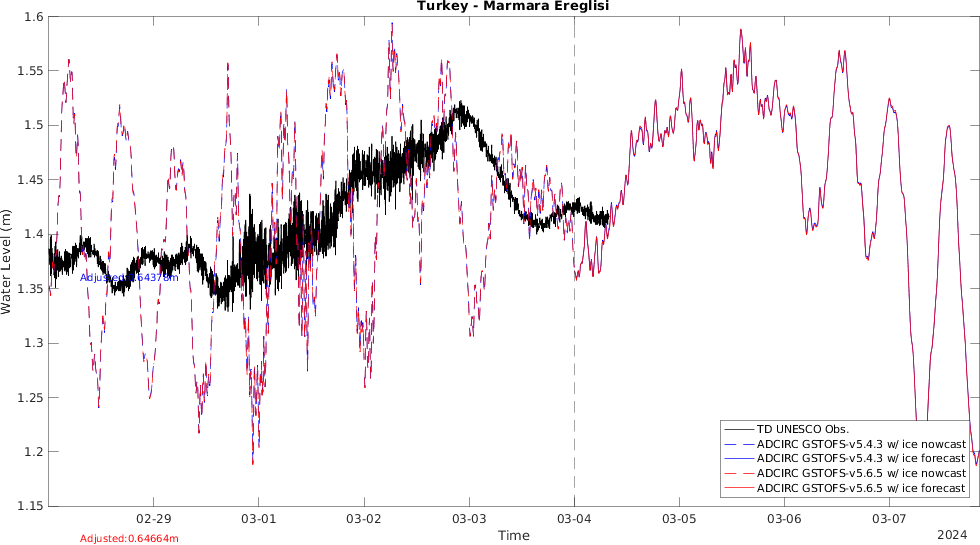 Turkey - Marmara Ereglisi
1.6
1.55
1.5
1.45
1.4
1.35
1.3
1.25
1.2
1.15
Water Level (m)
Adjusted:0.64378m
TD UNESCO Obs.
ADCIRC GSTOFS-v5.4.3 w/ ice nowcast
ADCIRC GSTOFS-v5.4.3 w/ ice forecast
ADCIRC GSTOFS-v5.6.5 w/ ice nowcast
ADCIRC GSTOFS-v5.6.5 w/ ice forecast
02-29 03-01 03-02 03-03 03-04 03-05 03-06 03-07
Time
2024
Adjusted:0.64664m